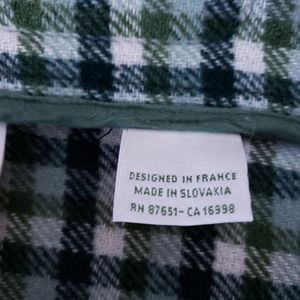 DESIGNED IN FRANCE
MADE IN SLOVAKIA
RN 87651 - CA 16998